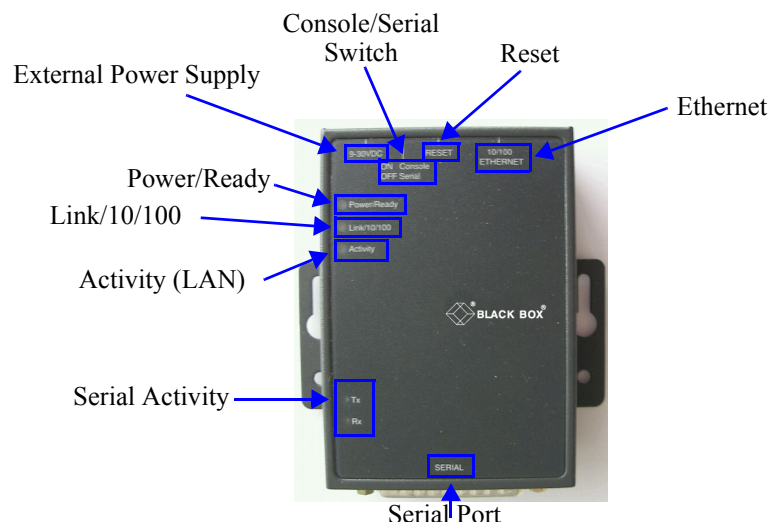 Console/Serial
Switch
Reset
External Power Supply
Ethernet
9-30VDC
RESET
10/100
ETHERNET
ON Console
OFF Serial
Power/Ready
Power/Ready
Link/10/100
Link/10/100
Activity
Activity (LAN)
BLACK BOX
Serial Activity
Tx
Rx
SERIAL
Serial Port